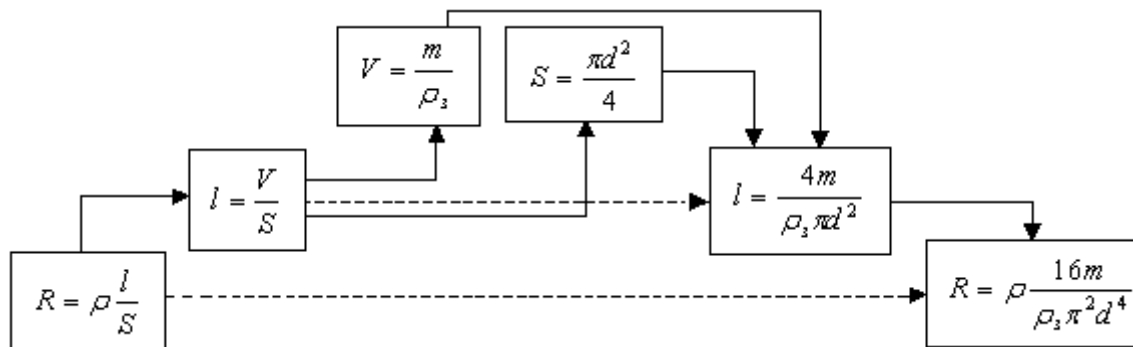 V = m/ρ₃
S = πd²/4
l = V/S
l = 4m/ρ₃πd²
R = ρ l/S
R = ρ 16m/ρ₃π²d⁴